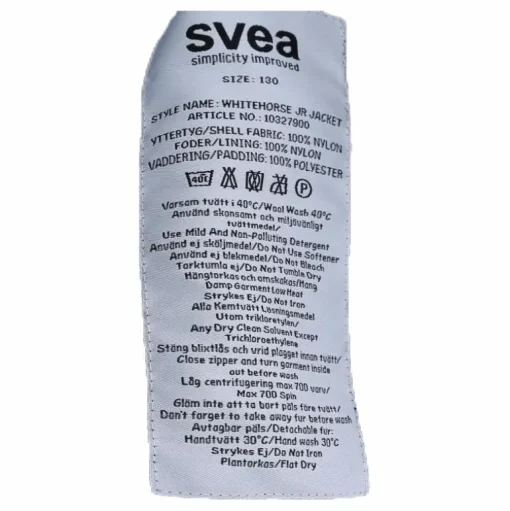 svea
simplicity improved
SIZE: 130
STYLE NAME: WHITEHORSE JR JACKET
ARTICLE NO.: 10327900
YTTERTYG/SHELL FABRIC: 100% NYLON
FODER/LINING: 100% NYLON
VADDERING/PADDING: 100% POLYESTER
40C P
Varsam tvätt i 40°C/Wool Wash 40°C
Använd skonsamt och miljövänligt
tvättmedel/
Use Mild And Non-Polluting Detergent
Använd ej sköljmedel/Do Not Use Softener
Använd ej blekmedel/Do Not Bleach
Torktumla ej/Do Not Tumble Dry
Hängtorkas och omskakas/Hang
Damp Garment Low Heat
Strykes Ej/Do Not Iron
Alla Kemtvätt Lösningsmedel
Utom trikloretylen/
Any Dry Clean Solvent Except
Trichloroethylene
Stäng blixtlås och vrid plagget innan tvätt/
Close zipper and turn garment inside
out before wash
Låg centrifugering max 700 varv/
Max 700 Spin
Glöm inte att ta bort päls före tvätt/
Don't forget to take away fur before wash
Avtagbar päls/Detachable fur:
Handtvätt 30°C/Hand wash 30°C
Strykes Ej/Do Not Iron
Plantorkas/Flat Dry